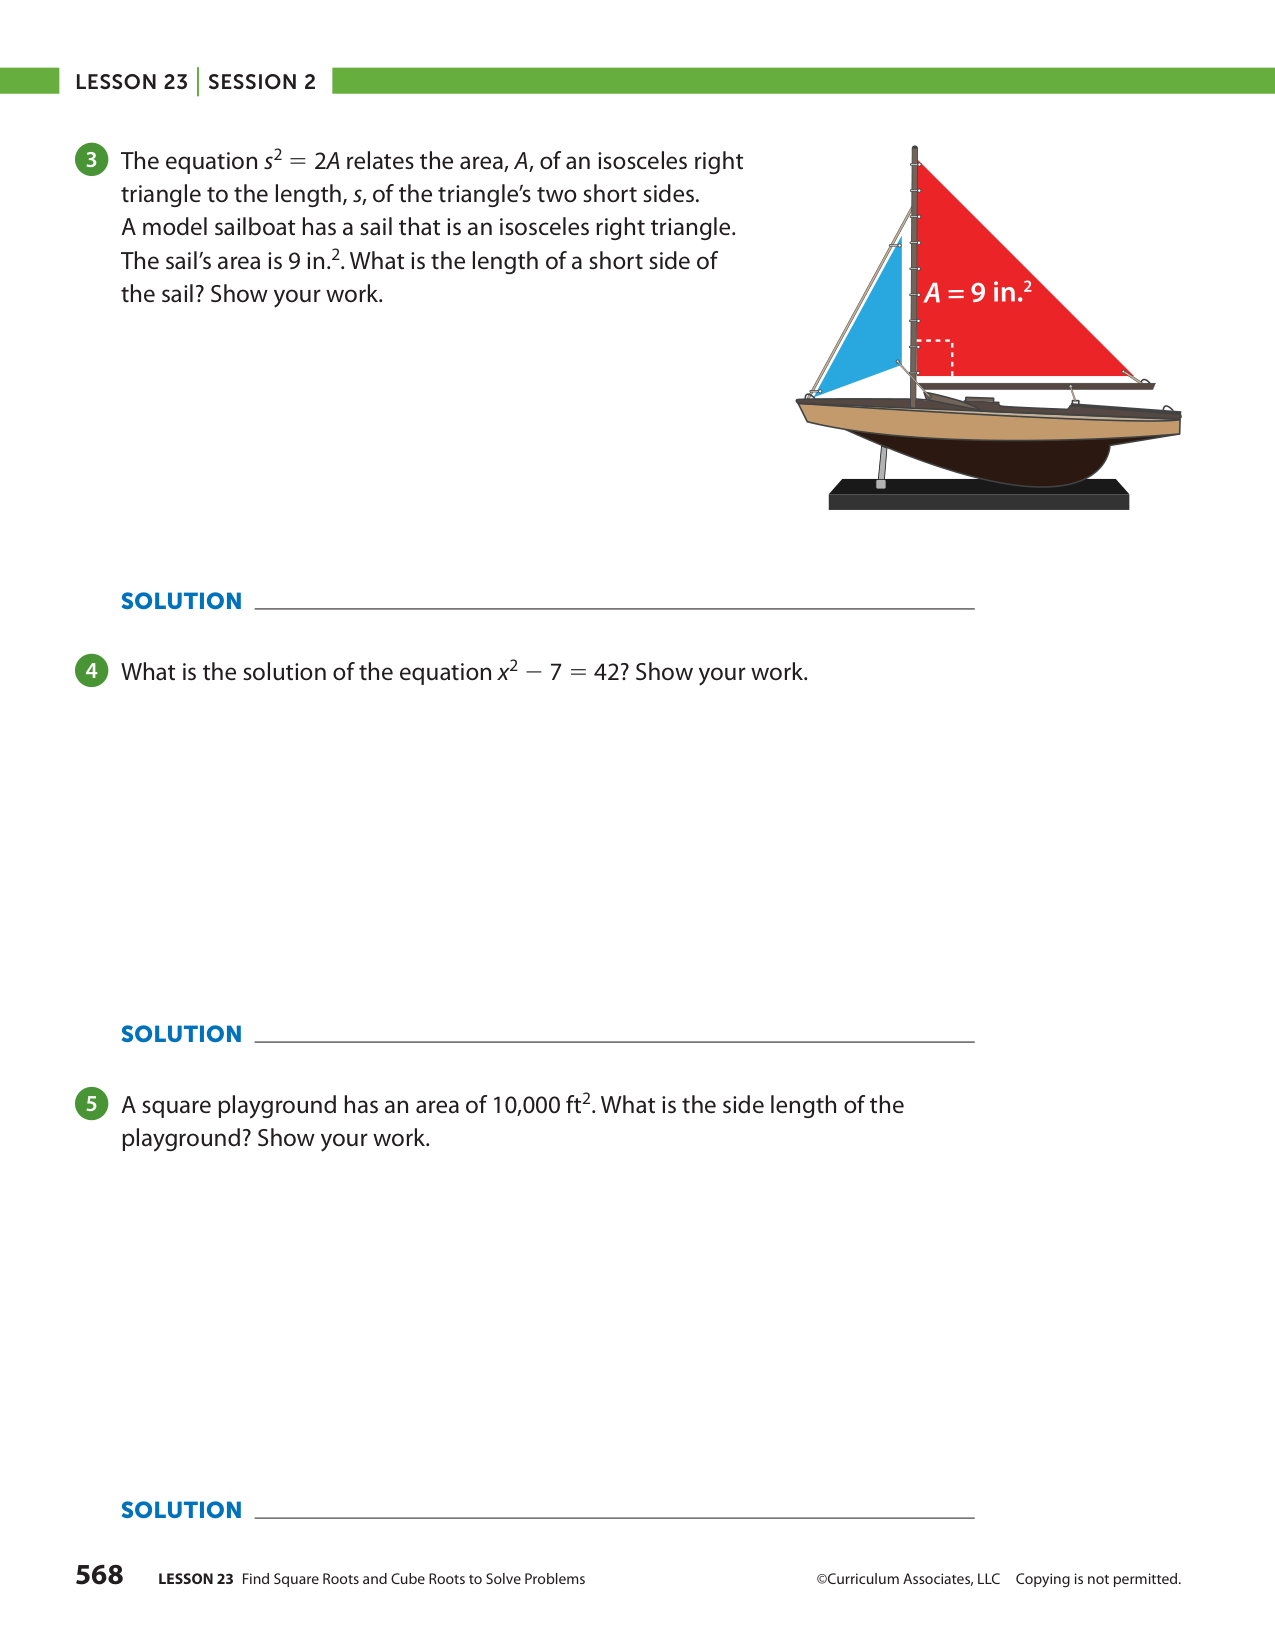 LESSON 23 | SESSION 2
3 The equation s² = 2A relates the area, A, of an isosceles right
triangle to the length, s, of the triangle’s two short sides.
A model sailboat has a sail that is an isosceles right triangle.
The sail’s area is 9 in.². What is the length of a short side of
the sail? Show your work.
A = 9 in.²
SOLUTION
4 What is the solution of the equation x² − 7 = 42? Show your work.
SOLUTION
5 A square playground has an area of 10,000 ft². What is the side length of the
playground? Show your work.
SOLUTION
568 LESSON 23 Find Square Roots and Cube Roots to Solve Problems ©Curriculum Associates, LLC Copying is not permitted.